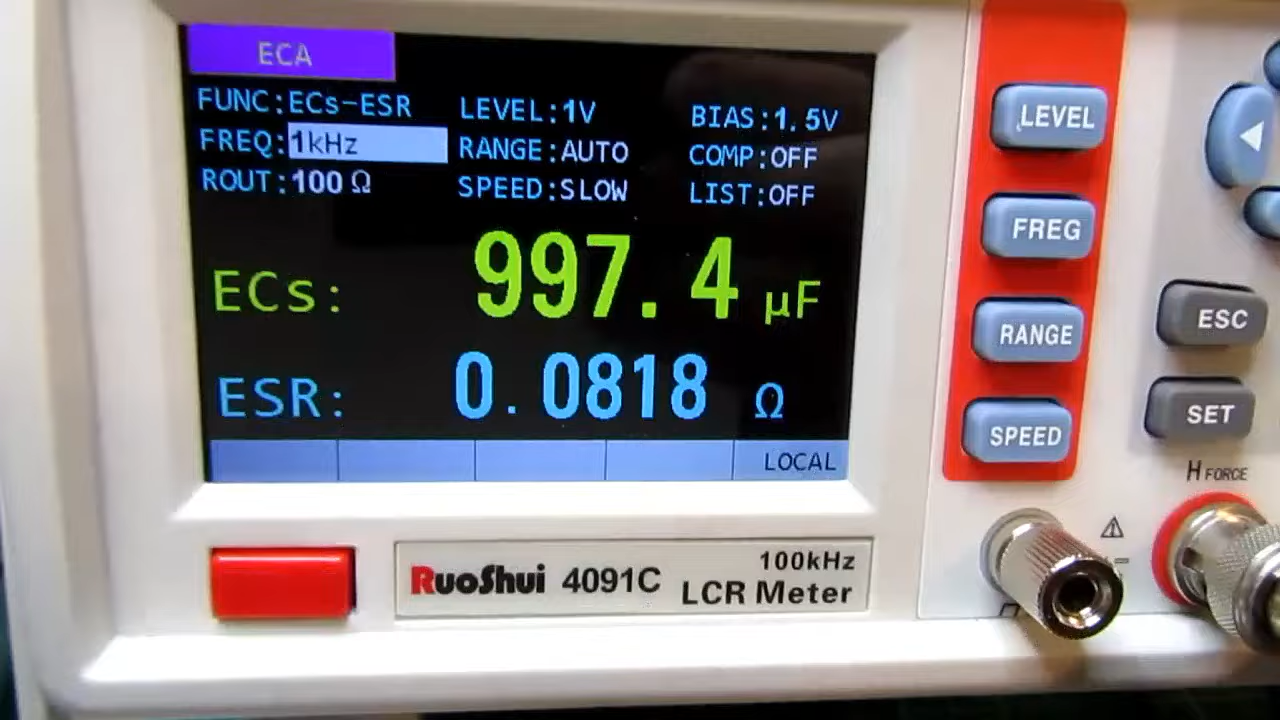 ECA
FUNC:ECs-ESR LEVEL:1V BIAS:1.5V
FREQ:1kHz RANGE:AUTO COMP:OFF
ROUT:100 Ω SPEED:SLOW LIST:OFF
ECs: 997.4 µF
ESR: 0.0818 Ω
LOCAL
LEVEL
FREG
RANGE
SPEED
ESC
SET
H FORCE
RuoShui 4091C
100kHz
LCR Meter